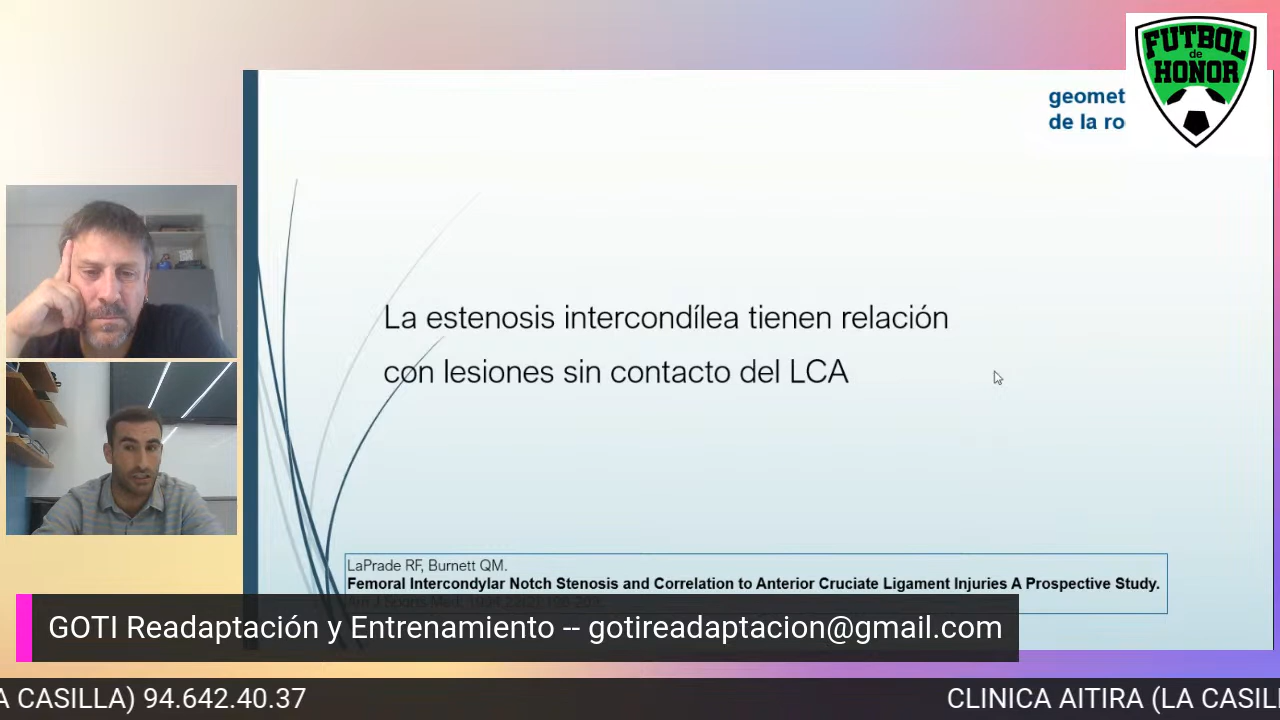 FUTBOL
de
HONOR
geomet
de la ro
La estenosis intercondílea tienen relación
con lesiones sin contacto del LCA
LaPrade RF, Burnett QM.
Femoral Intercondylar Notch Stenosis and Correlation to Anterior Cruciate Ligament Injuries A Prospective Study.
GOTI Readaptación y Entrenamiento -- gotireadaptacion@gmail.com
A CASILLA) 94.642.40.37
CLINICA AITIRA (LA CASIL